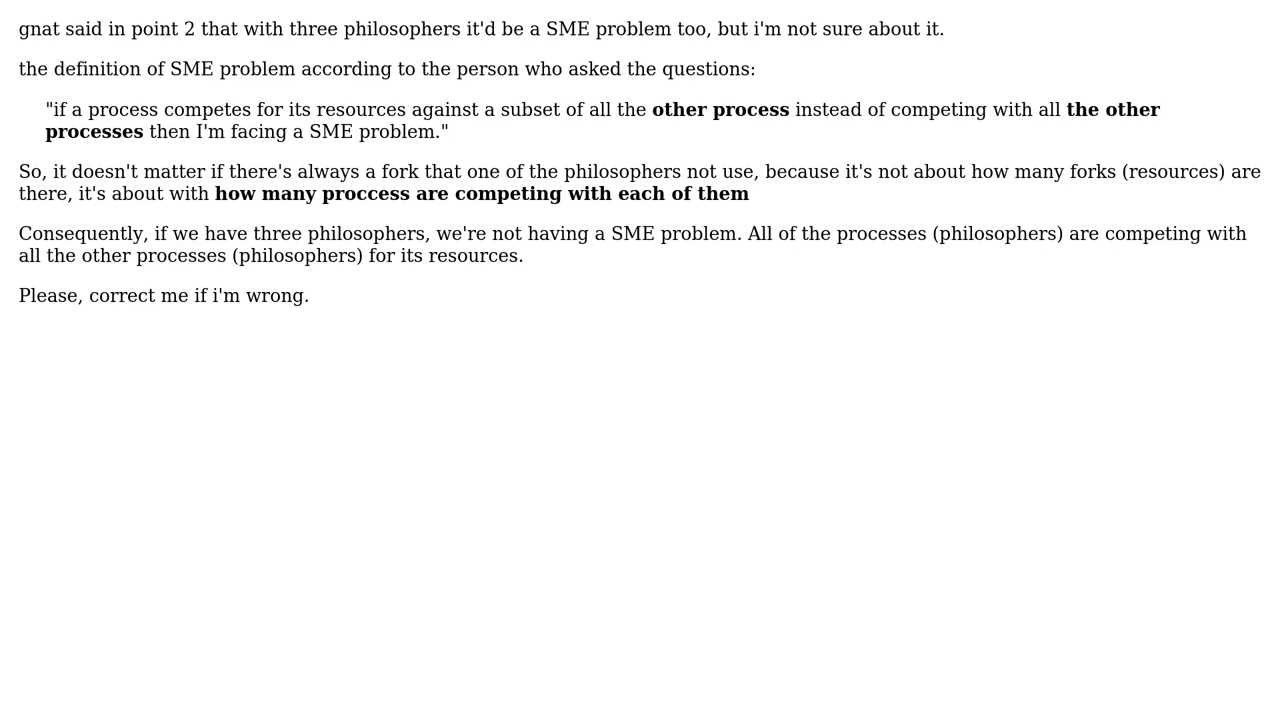 gnat said in point 2 that with three philosophers it'd be a SME problem too, but i'm not sure about it.
the definition of SME problem according to the person who asked the questions:
"if a process competes for its resources against a subset of all the other process instead of competing with all the other
processes then I'm facing a SME problem."
So, it doesn't matter if there's always a fork that one of the philosophers not use, because it's not about how many forks (resources) are
there, it's about with how many proccess are competing with each of them
Consequently, if we have three philosophers, we're not having a SME problem. All of the processes (philosophers) are competing with
all the other processes (philosophers) for its resources.
Please, correct me if i'm wrong.